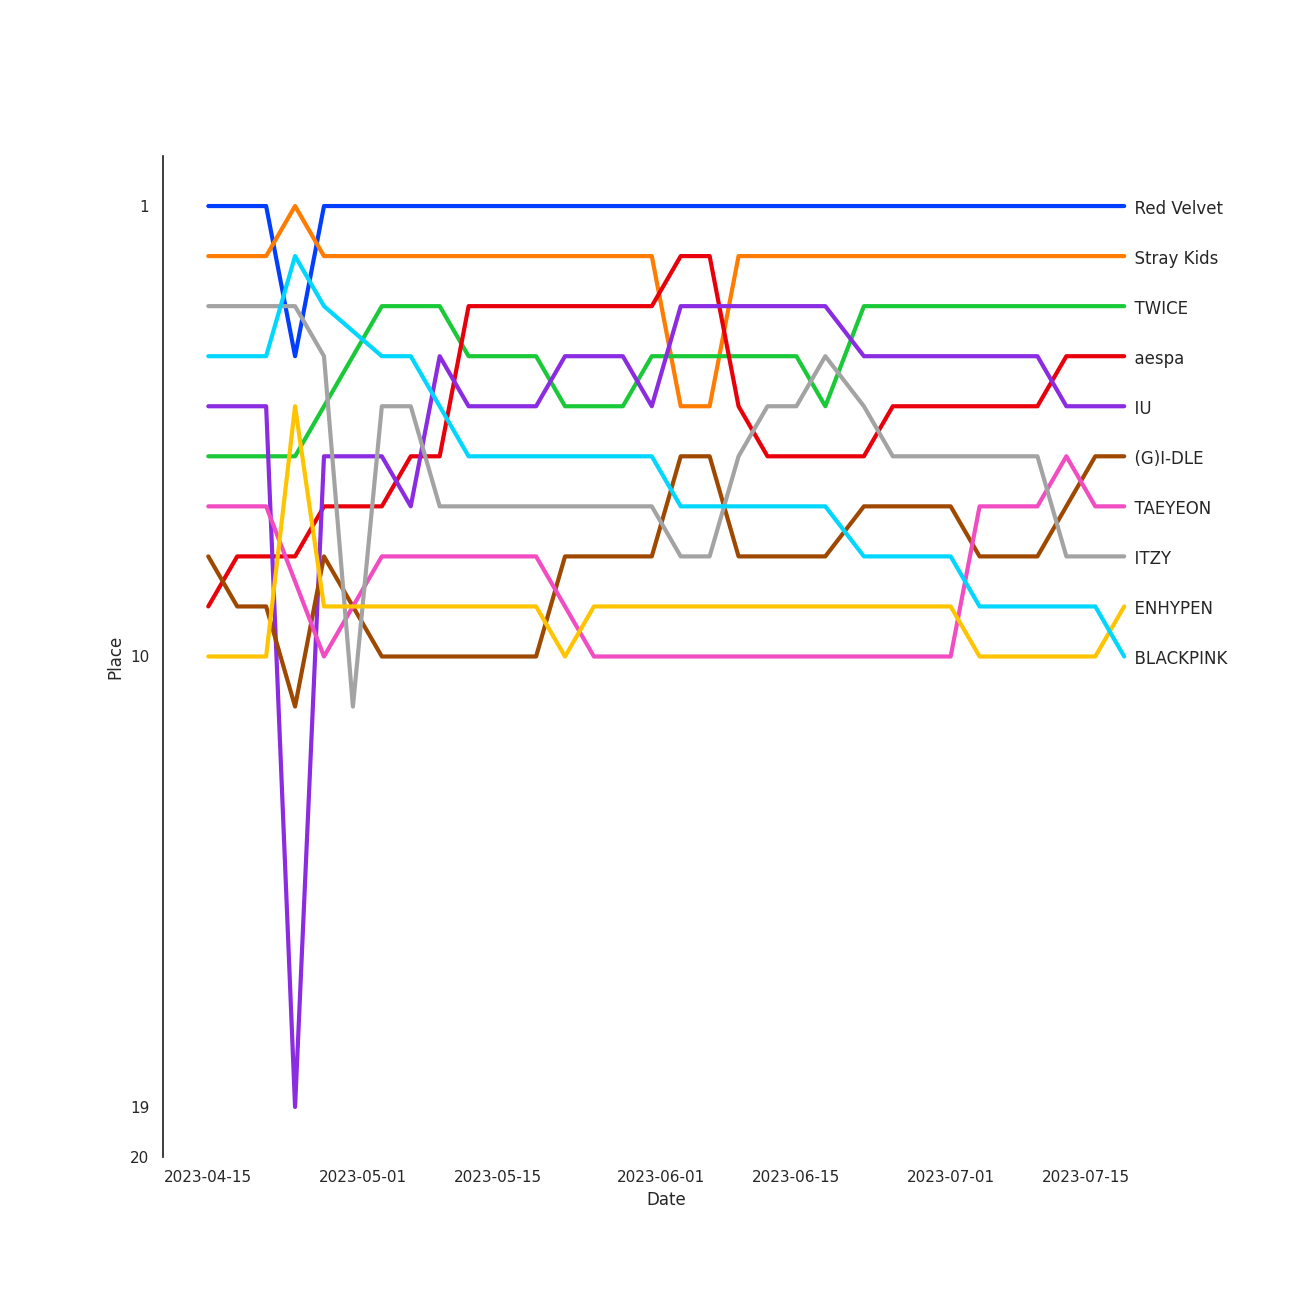 1
10
19
20
Place
Red Velvet
Stray Kids
TWICE
aespa
IU
(G)I-DLE
TAEYEON
ITZY
ENHYPEN
BLACKPINK
2023-04-15 2023-05-01 2023-05-15 2023-06-01 2023-06-15 2023-07-01 2023-07-15
Date